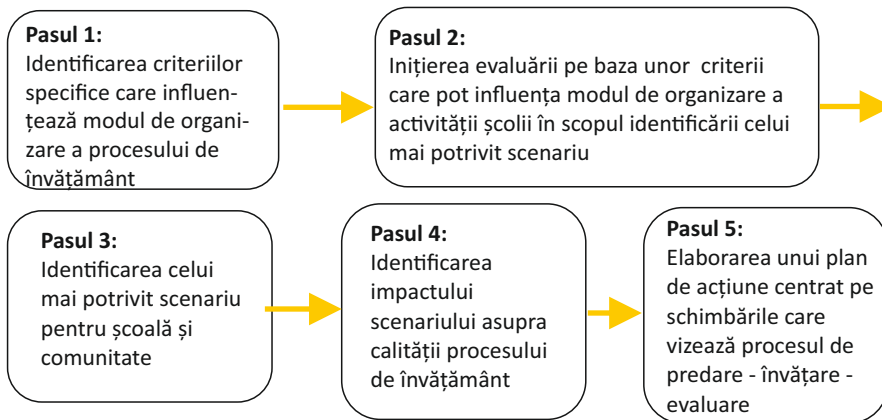 Pasul 1:
Identificarea criteriilor
specifice care influen-
țează modul de organi-
zare a procesului de
învățământ
Pasul 2:
Inițierea evaluării pe baza unor criterii
care pot influența modul de organizare a
activității școlii în scopul identificării celui
mai potrivit scenariu
Pasul 3:
Identificarea celui
mai potrivit scenariu
pentru școală și
comunitate
Pasul 4:
Identificarea
impactului
scenariului asupra
calității procesului
de învățământ
Pasul 5:
Elaborarea unui plan
de acțiune centrat pe
schimbările care
vizează procesul de
predare - învățare -
evaluare